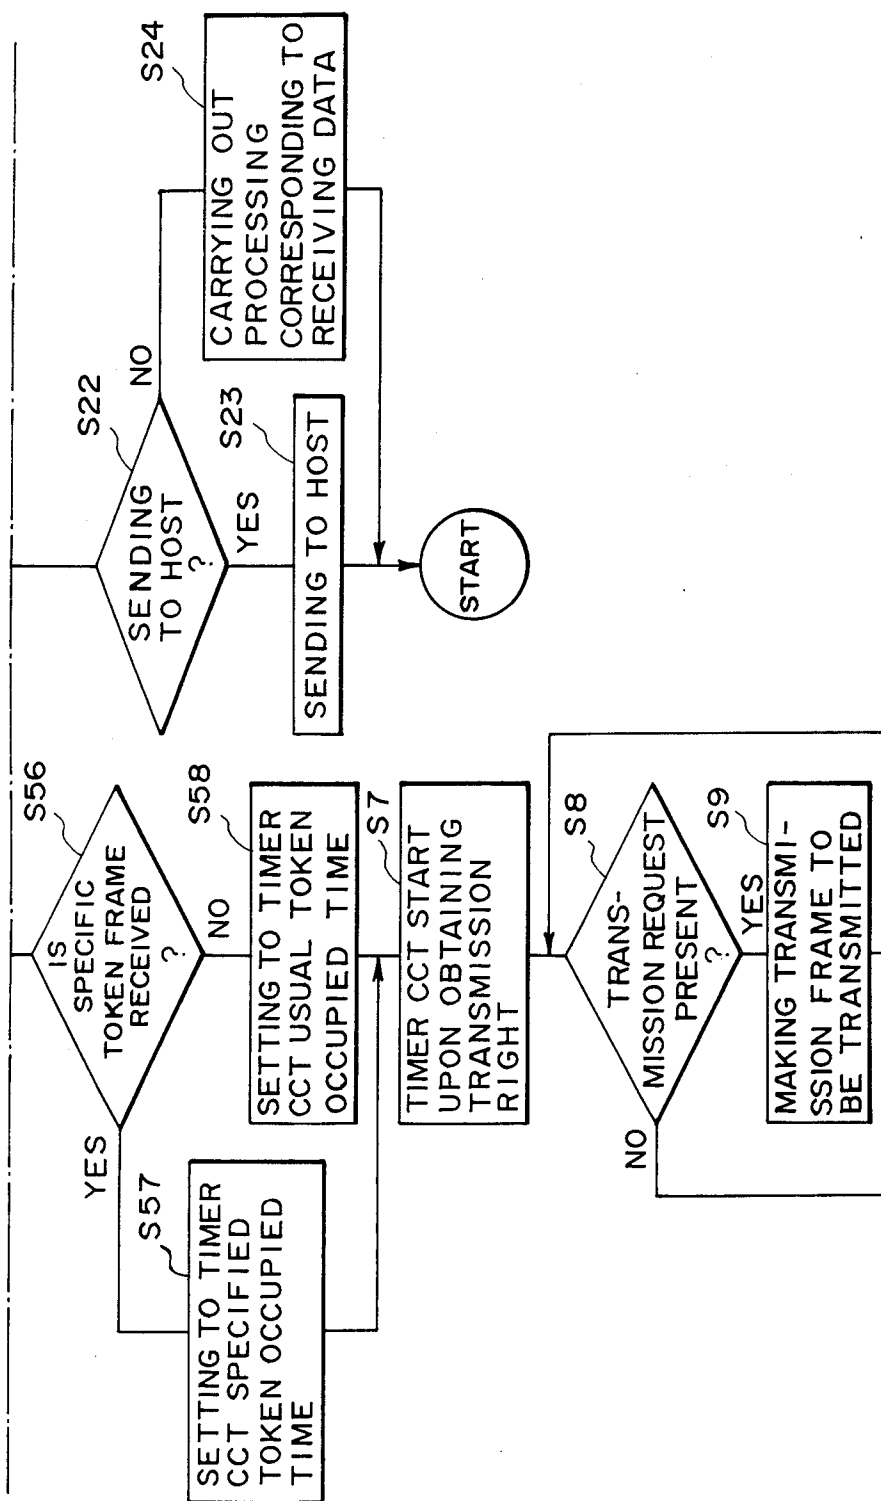 IS
SPECIFIC
TOKEN FRAME
RECEIVED
?
S56
YES
NO
S57
SETTING TO TIMER
CCT SPECIFIED
TOKEN OCCUPIED
TIME
S58
SETTING TO TIMER
CCT USUAL TOKEN
OCCUPIED TIME
S7
TIMER CCT START
UPON OBTAINING
TRANSMISSION
RIGHT
S8
TRANS-
MISSION REQUEST
PRESENT
?
NO
YES
S9
MAKING TRANSMI-
SSION FRAME TO
BE TRANSMITTED
SENDING
TO HOST
?
S22
NO
YES
S23
SENDING TO HOST
S24
CARRYING OUT
PROCESSING
CORRESPONDING TO
RECEIVING DATA
START